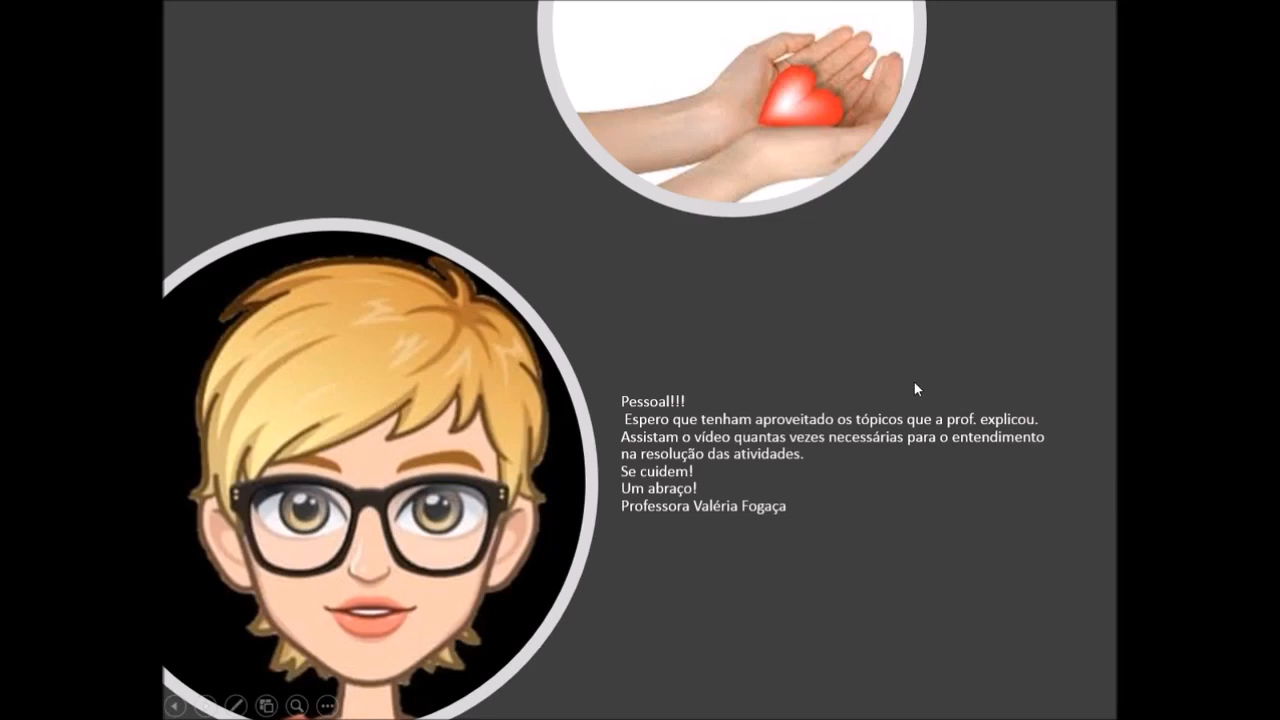 Pessoal!!!
Espero que tenham aproveitado os tópicos que a prof. explicou.
Assistam o vídeo quantas vezes necessárias para o entendimento
na resolução das atividades.
Se cuidem!
Um abraço!
Professora Valéria Fogaça